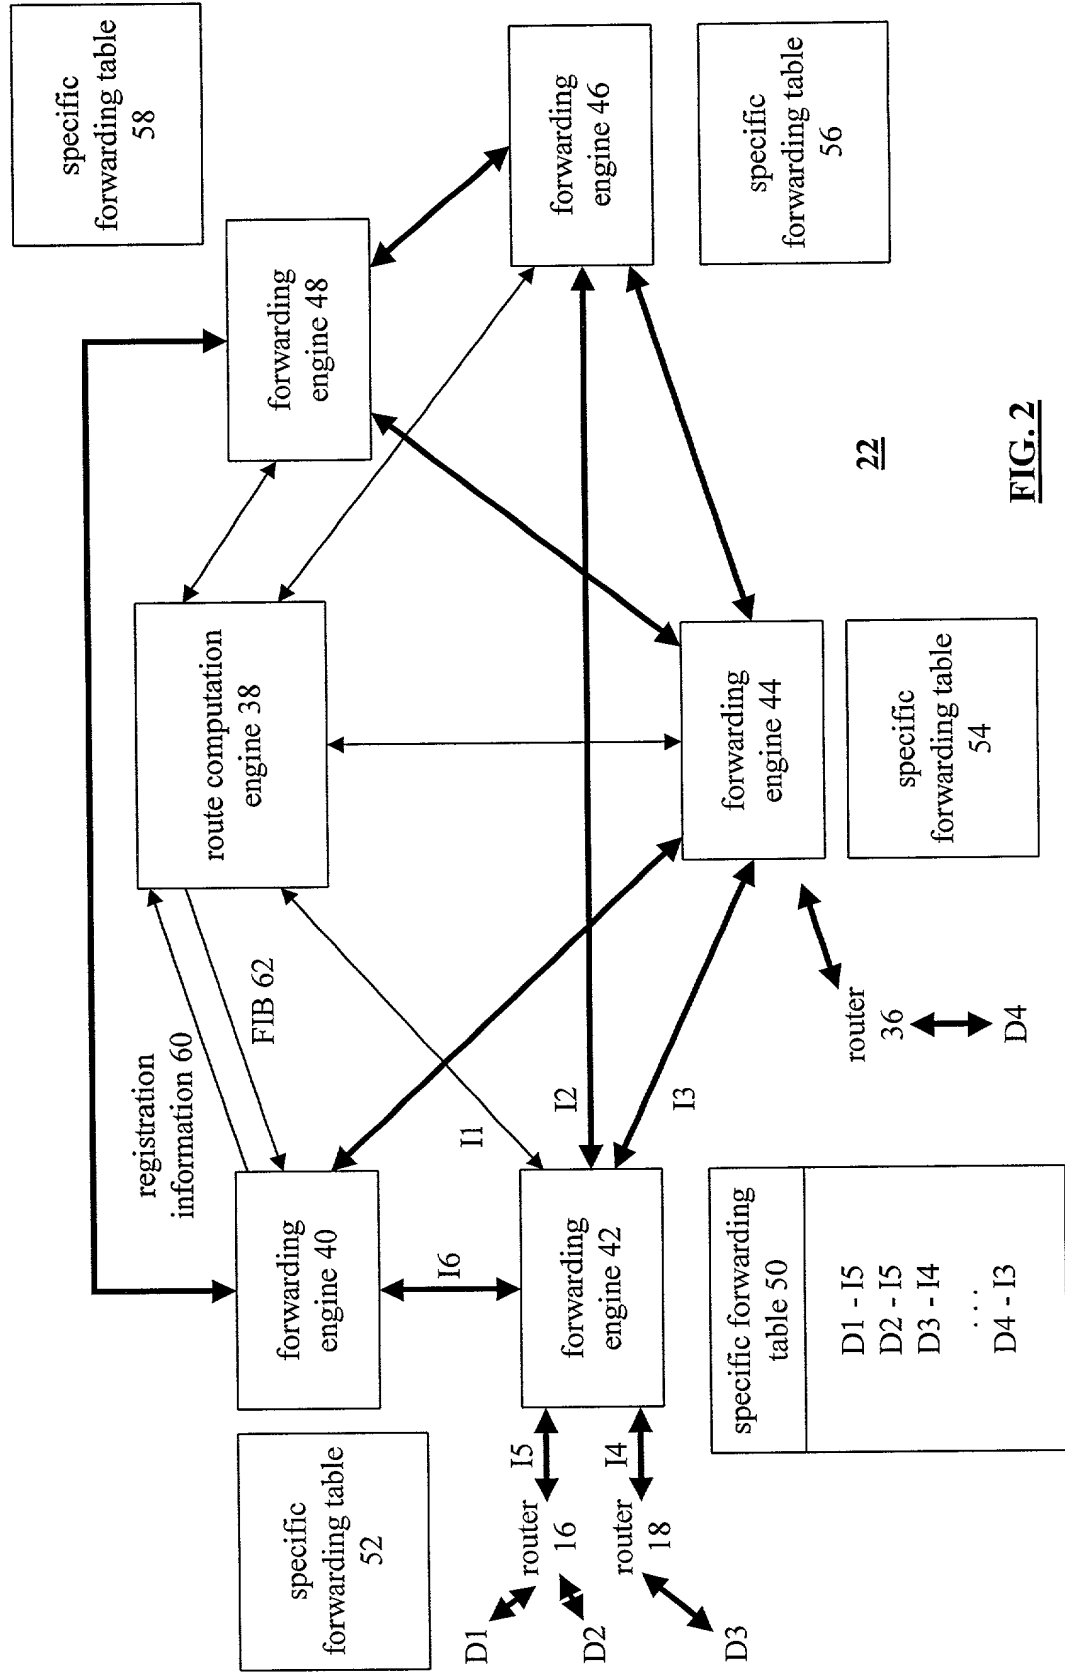 specific
forwarding table
52
D1
D2
D3
router
16
router
18
I5
I4
forwarding
engine 40
I6
forwarding
engine 42
specific forwarding
table 50
D1 - I5
D2 - I5
D3 - I4
. . .
D4 - I3
registration
information 60
FIB 62
I1
I2
I3
router
36
D4
route computation
engine 38
forwarding
engine 44
specific
forwarding table
54
forwarding
engine 48
specific
forwarding table
58
forwarding
engine 46
specific
forwarding table
56
22
FIG. 2